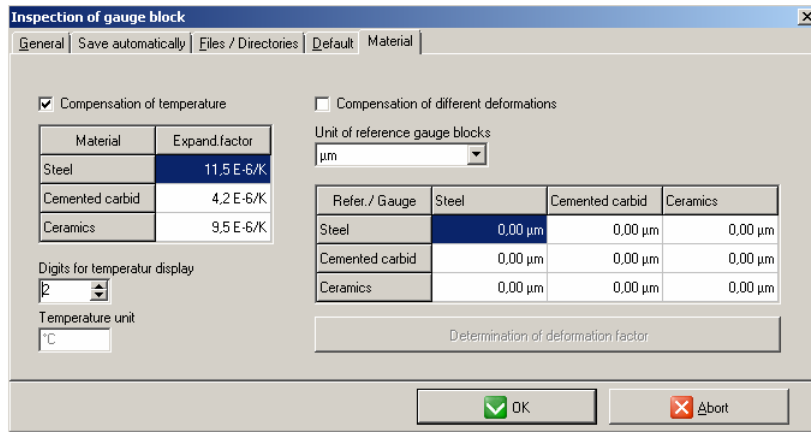 Inspection of gauge block
General Save automatically Files / Directories Default Material
Compensation of temperature
Material Expand.factor
Steel 11,5 E-6/K
Cemented carbid 4,2 E-6/K
Ceramics 9,5 E-6/K
Digits for temperatur display
2
Temperature unit
°C
Compensation of different deformations
Unit of reference gauge blocks
µm
Refer./ Gauge Steel Cemented carbid Ceramics
Steel 0,00 µm 0,00 µm 0,00 µm
Cemented carbid 0,00 µm 0,00 µm 0,00 µm
Ceramics 0,00 µm 0,00 µm 0,00 µm
Determination of deformation factor
OK Abort